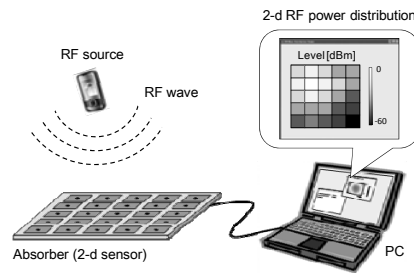 2-d RF power distribution
RF source
Level [dBm]
0
RF wave
-60
Absorber (2-d sensor)
PC